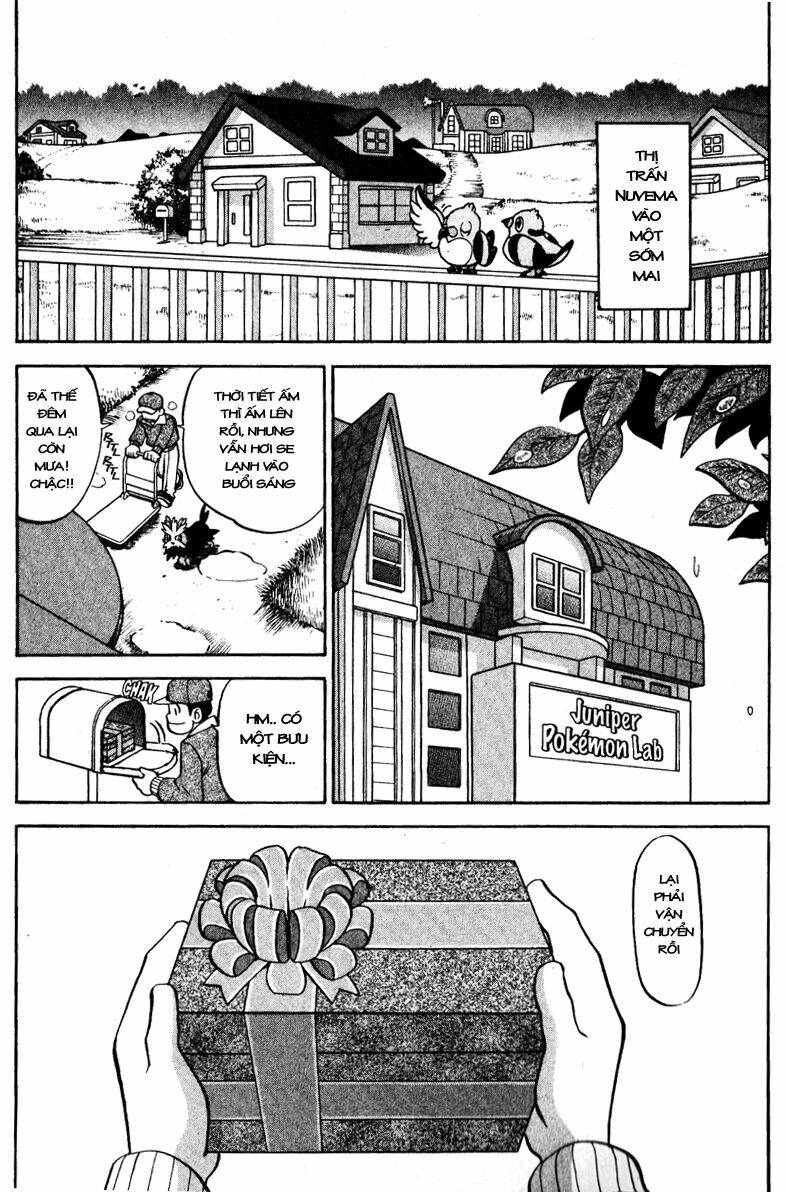 THỊ
TRẤN
NUVEMA
VÀO
MỘT
SỚM
MAI
THỜI TIẾT ẤM
THÌ ẤM LÊN
RỒI, NHƯNG
VẪN HƠI SE
LẠNH VÀO
BUỔI SÁNG
ĐÃ THẾ
ĐÊM
QUA LẠI
CÒN
MƯA!
CHẬC!!
RTTL
RTTL
Juniper
Pokémon Lab
CHAK
HM.. CÓ
MỘT BƯU
KIỆN...
LẠI
PHẢI
VẬN
CHUYỂN
RỒI